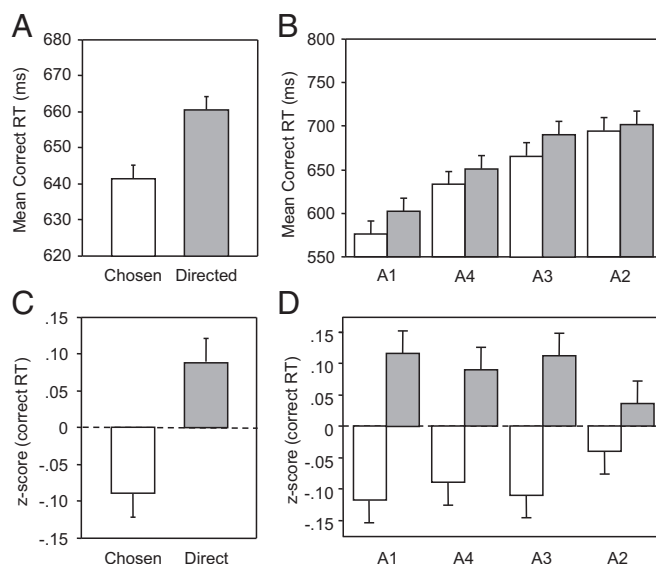 A
Mean Correct RT (ms)
680
670
660
640
630
620
Chosen Directed
B
Mean Correct RT (ms)
800
750
700
650
600
550
A1 A4 A3 A2
C
z-score (correct RT)
.15
.10
.05
0
-.05
-.10
-.15
Chosen Direct
D
z-score (correct RT)
.15
.10
0.05
0
-0.05
-.10
-.15
A1 A4 A3 A2